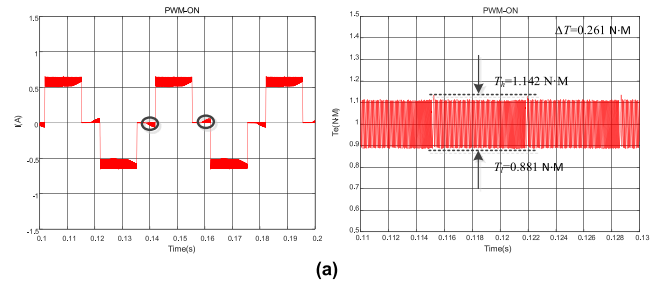 PWM-ON
1.5
1
0.5
0
-0.5
-1
-1.5
I(A)
0.1 0.11 0.12 0.13 0.14 0.15 0.16 0.17 0.18 0.19 0.2
Time(s)
PWM-ON
ΔT=0.261 N·M
Th=1.142 N·M
Tl=0.881 N·M
1.5
1.4
1.3
1.2
1.1
1
0.9
0.8
0.7
0.6
0.5
Te(N·M)
0.110 0.112 0.114 0.116 0.118 0.12 0.122 0.124 0.126 0.128 0.13
Time(s)
(a)